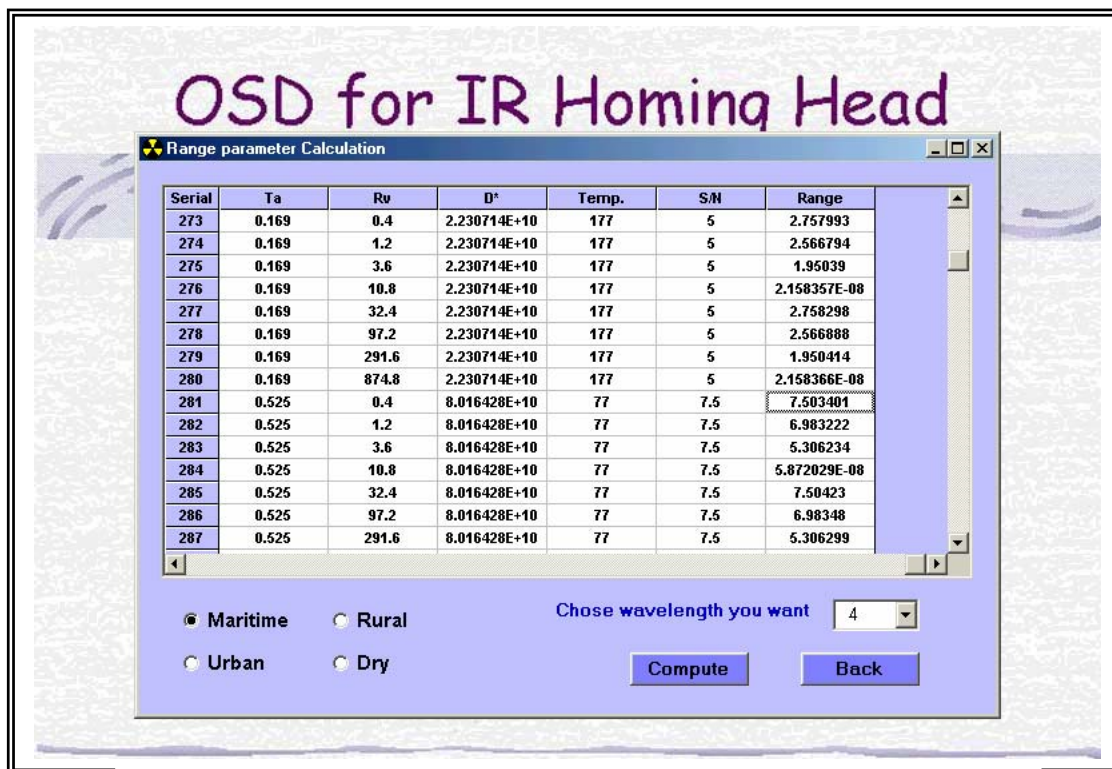 OSD for IR Homing Head
Range parameter Calculation
Serial Ta Rv D* Temp. S/N Range
273 0.169 0.4 2.230714E+10 177 5 2.757993
274 0.169 1.2 2.230714E+10 177 5 2.566794
275 0.169 3.6 2.230714E+10 177 5 1.95039
276 0.169 10.8 2.230714E+10 177 5 2.158357E-08
277 0.169 32.4 2.230714E+10 177 5 2.758298
278 0.169 97.2 2.230714E+10 177 5 2.566888
279 0.169 291.6 2.230714E+10 177 5 1.950414
280 0.169 874.8 2.230714E+10 177 5 2.158366E-08
281 0.525 0.4 8.016428E+10 77 7.5 7.503401
282 0.525 1.2 8.016428E+10 77 7.5 6.983222
283 0.525 3.6 8.016428E+10 77 7.5 5.306234
284 0.525 10.8 8.016428E+10 77 7.5 5.872029E-08
285 0.525 32.4 8.016428E+10 77 7.5 7.50423
286 0.525 97.2 8.016428E+10 77 7.5 6.98348
287 0.525 291.6 8.016428E+10 77 7.5 5.306299
Maritime Rural Chose wavelength you want 4
Urban Dry Compute Back